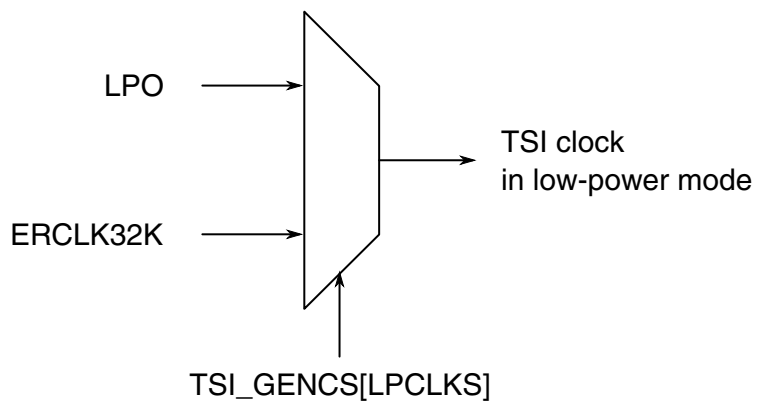 LPO
TSI clock
in low-power mode
ERCLK32K
TSI_GENCS[LPCLKS]